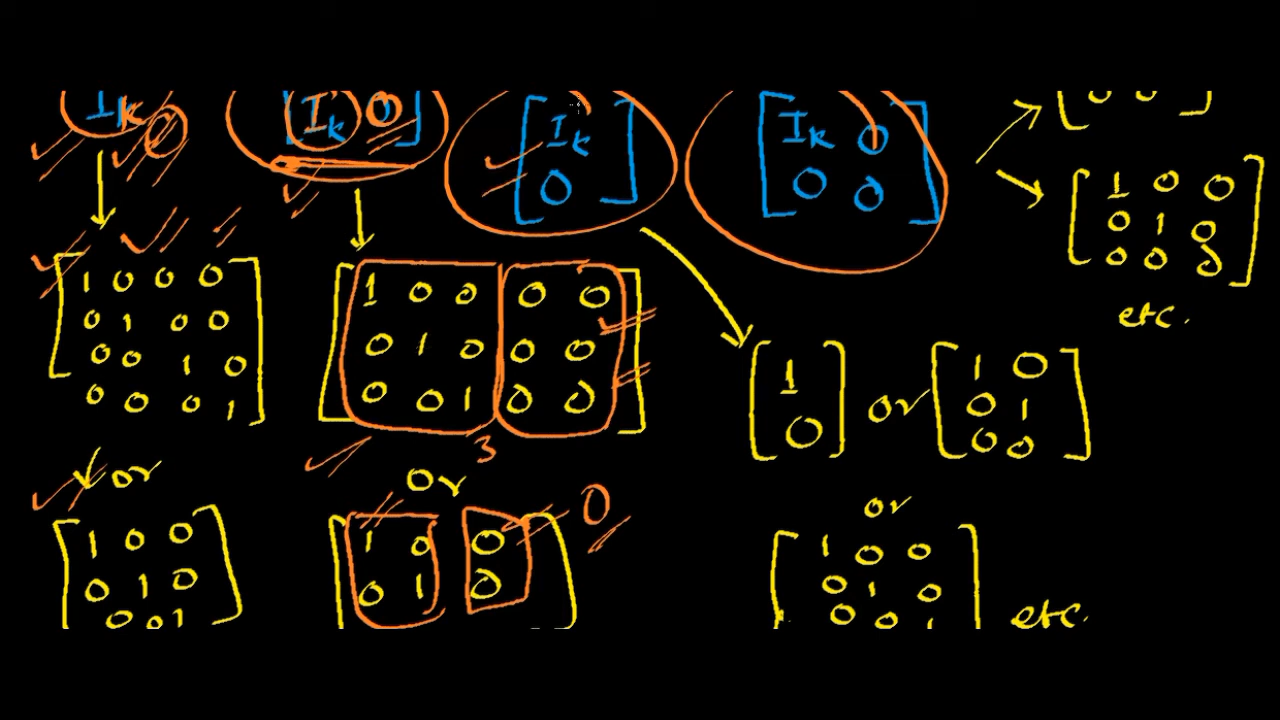 I k 0
[ I k 0 ]
[ I k
0 ]
[ I k 0
0 0 ]
0 0 ]
[ 1 0 0
0 1 0
0 0 0 ]
etc.
[ 1 0 0 0
0 1 0 0
0 0 1 0
0 0 0 1 ]
or
[ 1 0 0
0 1 0
0 0 1
[ 1 0 0 0 0
0 1 0 0 0
0 0 1 0 0 ]
3
or
[ 1 0 0
0 1 0 ]
0
[ 1
0 ] or [ 1 0
0 1
0 0 ]
or
[ 1 0 0
0 1 0
0 0 1 ] etc.